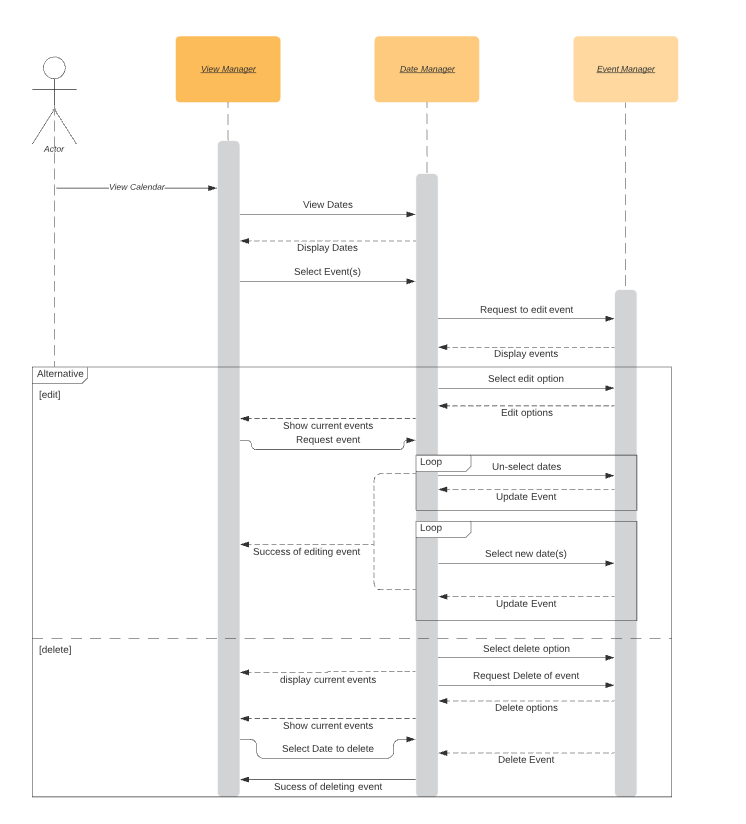 View Manager
Date Manager
Event Manager
Actor
View Calendar
View Dates
Display Dates
Select Event(s)
Request to edit event
Display events
Alternative
Select edit option
[edit]
Edit options
Show current events
Request event
Loop
Un-select dates
Update Event
Loop
Success of editing event
Select new date(s)
Update Event
[delete]
Select delete option
display current events
Request Delete of event
Delete options
Show current events
Select Date to delete
Delete Event
Sucess of deleting event